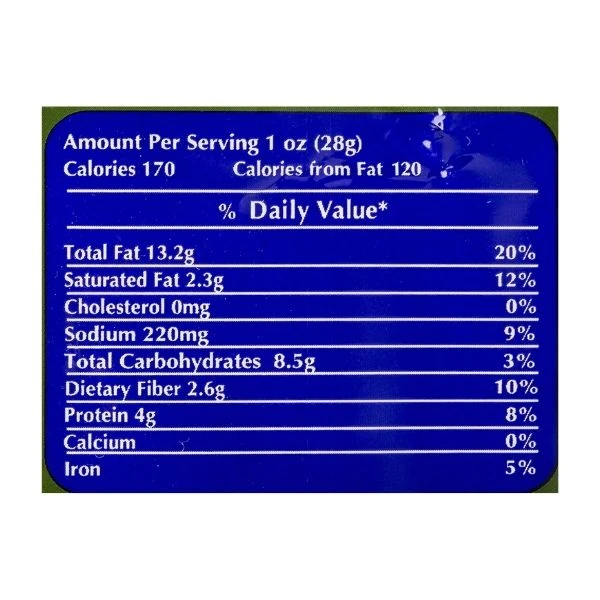 Amount Per Serving 1 oz (28g)
Calories 170 Calories from Fat 120
% Daily Value*
Total Fat 13.2g 20%
Saturated Fat 2.3g 12%
Cholesterol 0mg 0%
Sodium 220mg 9%
Total Carbohydrates 8.5g 3%
Dietary Fiber 2.6g 10%
Protein 4g 8%
Calcium 0%
Iron 5%